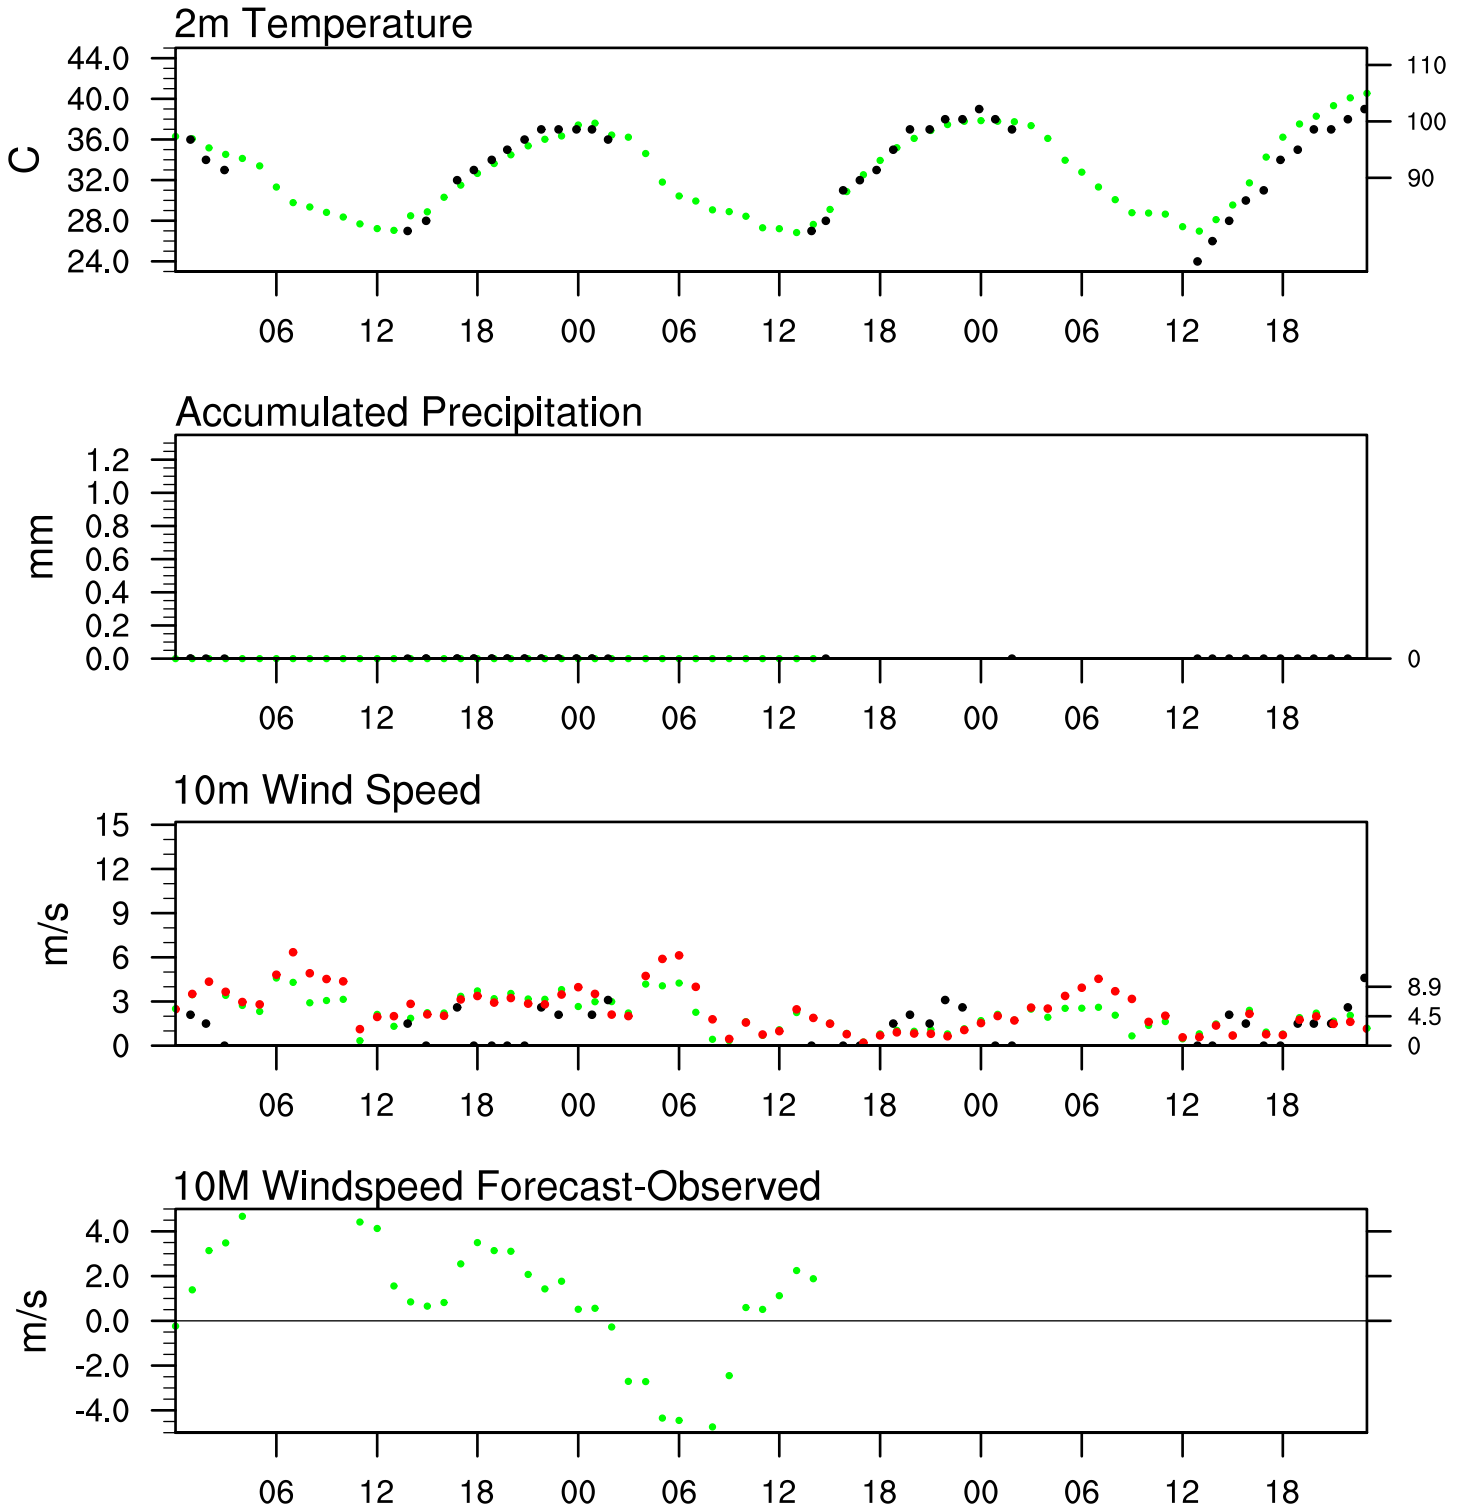 2m Temperature
44.0
40.0
36.0
32.0
28.0
24.0
C
110
100
90
06 12 18 00 06 12 18 00 06 12 18
Accumulated Precipitation
1.2
1.0
0.8
0.6
0.4
0.2
0.0
mm
0
06 12 18 00 06 12 18 00 06 12 18
10m Wind Speed
15
12
9
6
3
0
m/s
8.9
4.5
0
06 12 18 00 06 12 18 00 06 12 18
10M Windspeed Forecast-Observed
4.0
2.0
0.0
-2.0
-4.0
m/s
06 12 18 00 06 12 18 00 06 12 18